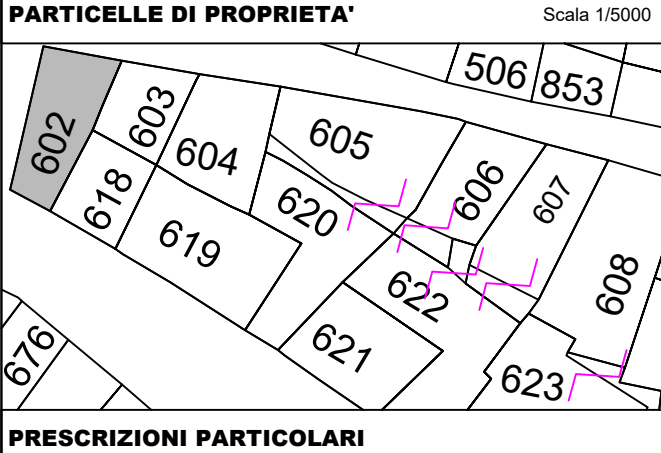 PARTICELLE DI PROPRIETA' Scala 1/5000
506 853
602 603 604 605 606 607 608
618 619 620 622
621 623
676
PRESCRIZIONI PARTICOLARI